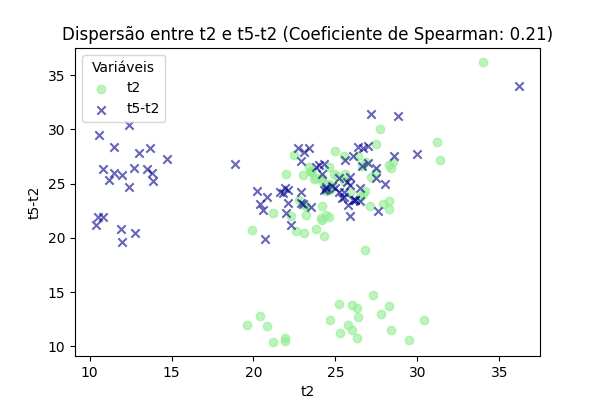 Dispersão entre t2 e t5-t2 (Coeficiente de Spearman: 0.21)
Variáveis
t2
t5-t2
35
30
25
20
15
10
t5-t2
10 15 20 25 30 35
t2